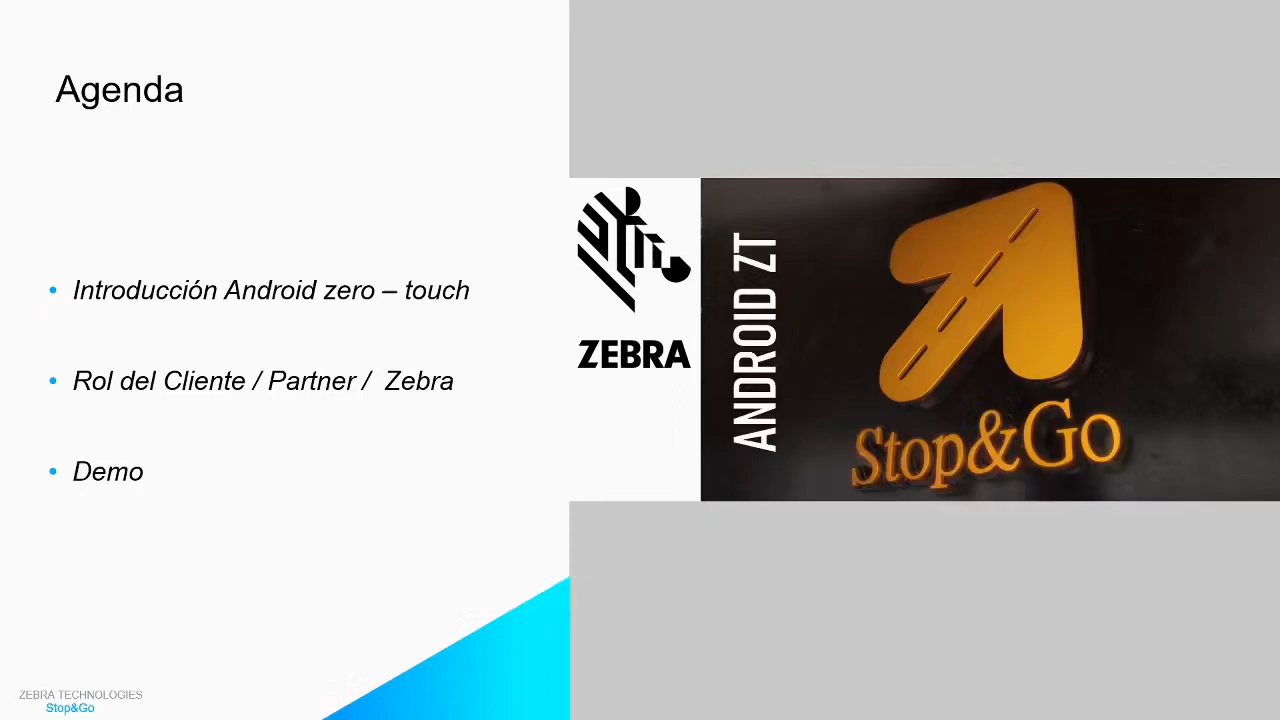 Agenda
• Introducción Android zero – touch
• Rol del Cliente / Partner / Zebra
• Demo
ZEBRA
ANDROID ZT
Stop&Go
ZEBRA TECHNOLOGIES
Stop&Go